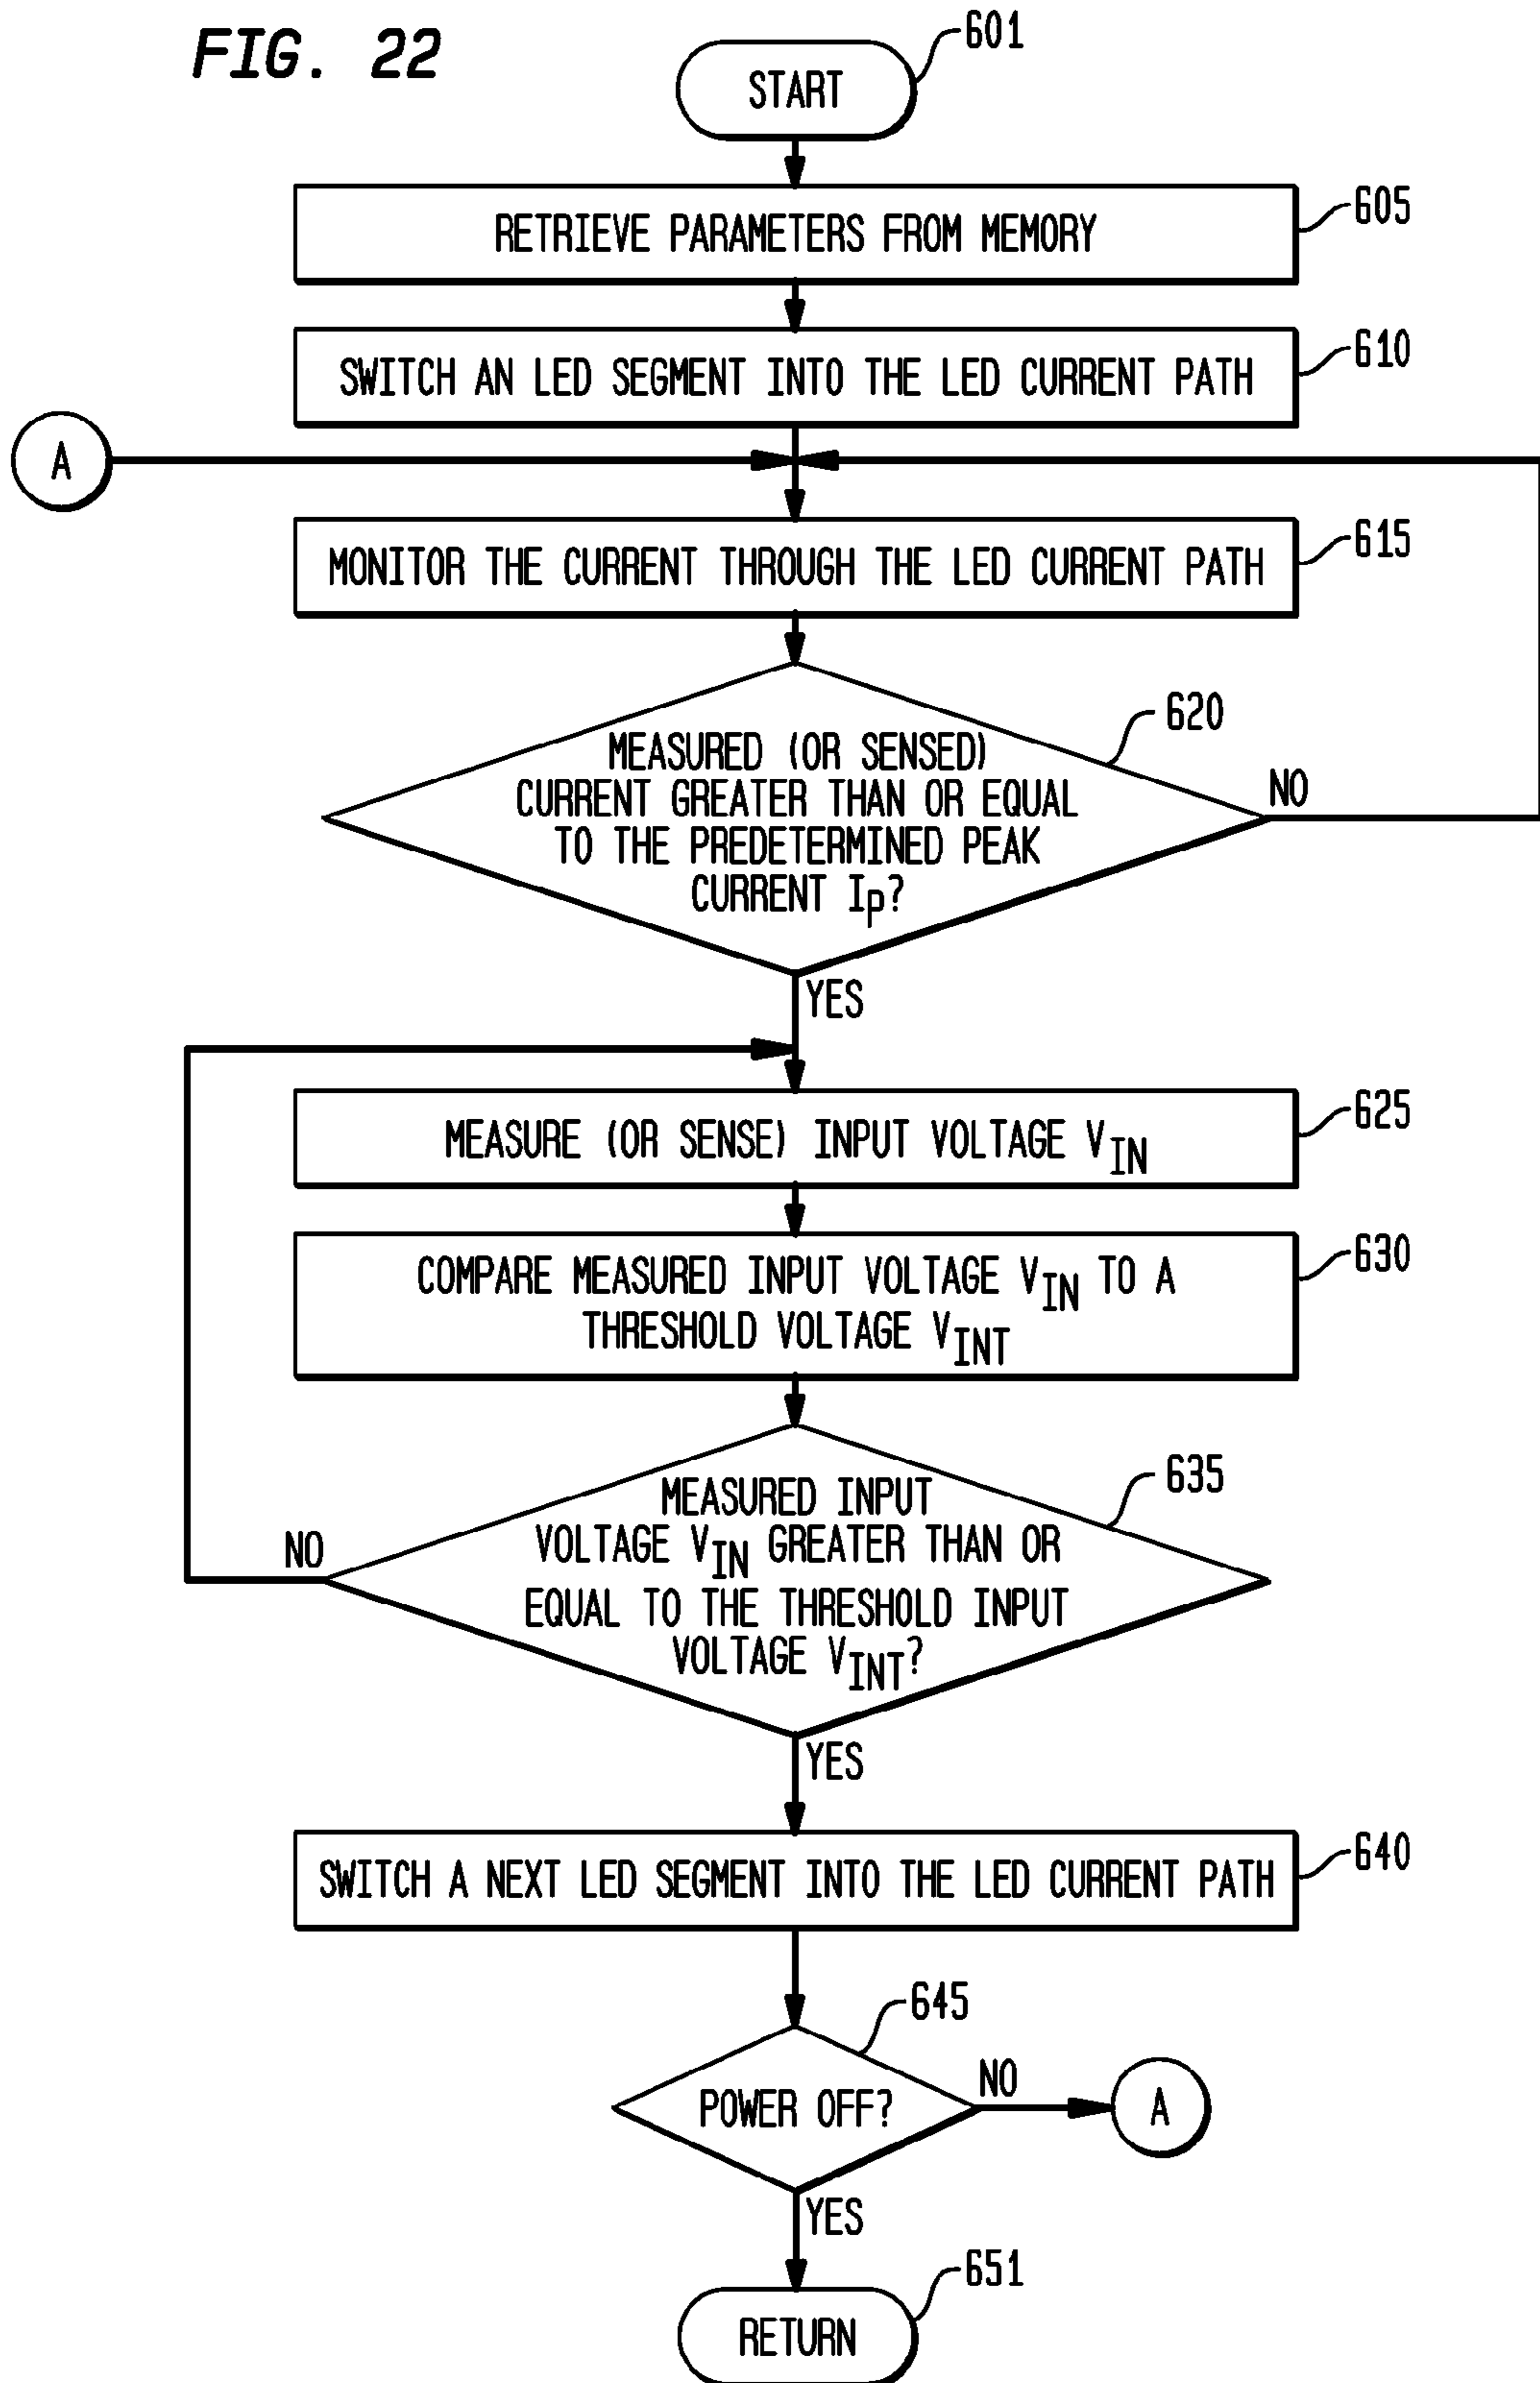 FIG. 22
601
START
605
RETRIEVE PARAMETERS FROM MEMORY
610
SWITCH AN LED SEGMENT INTO THE LED CURRENT PATH
A
615
MONITOR THE CURRENT THROUGH THE LED CURRENT PATH
620
MEASURED (OR SENSED)
CURRENT GREATER THAN OR EQUAL
TO THE PREDETERMINED PEAK
CURRENT Ip?
NO
YES
625
MEASURE (OR SENSE) INPUT VOLTAGE VIN
630
COMPARE MEASURED INPUT VOLTAGE VIN TO A
THRESHOLD VOLTAGE VINT
635
MEASURED INPUT
VOLTAGE VIN GREATER THAN OR
EQUAL TO THE THRESHOLD INPUT
VOLTAGE VINT?
NO
YES
640
SWITCH A NEXT LED SEGMENT INTO THE LED CURRENT PATH
645
POWER OFF?
NO
A
YES
651
RETURN